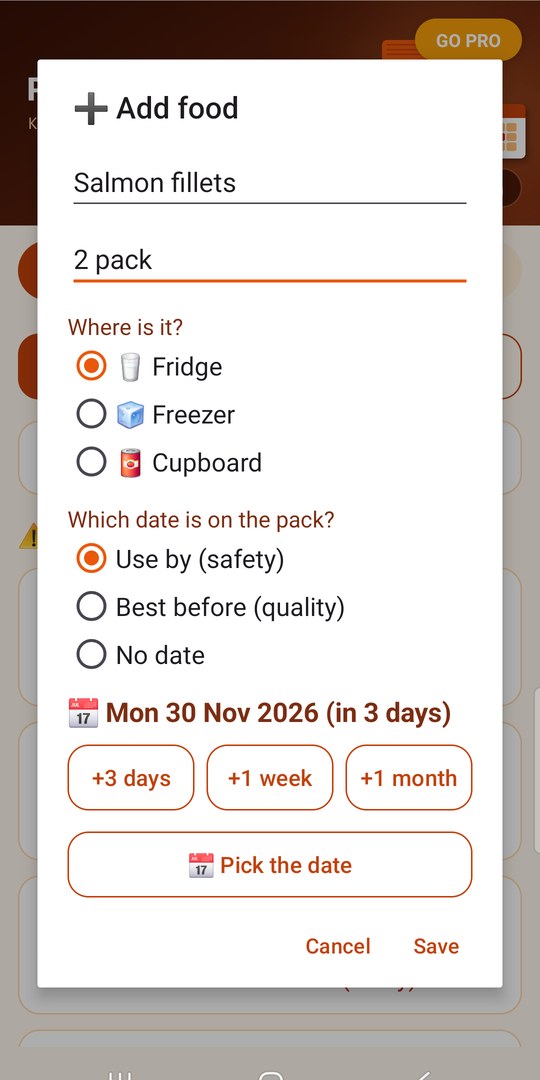 GO PRO
➕ Add food
Salmon fillets
2 pack
Where is it?
Fridge
Freezer
Cupboard
Which date is on the pack?
Use by (safety)
Best before (quality)
No date
17 Mon 30 Nov 2026 (in 3 days)
+3 days +1 week +1 month
17 Pick the date
Cancel Save